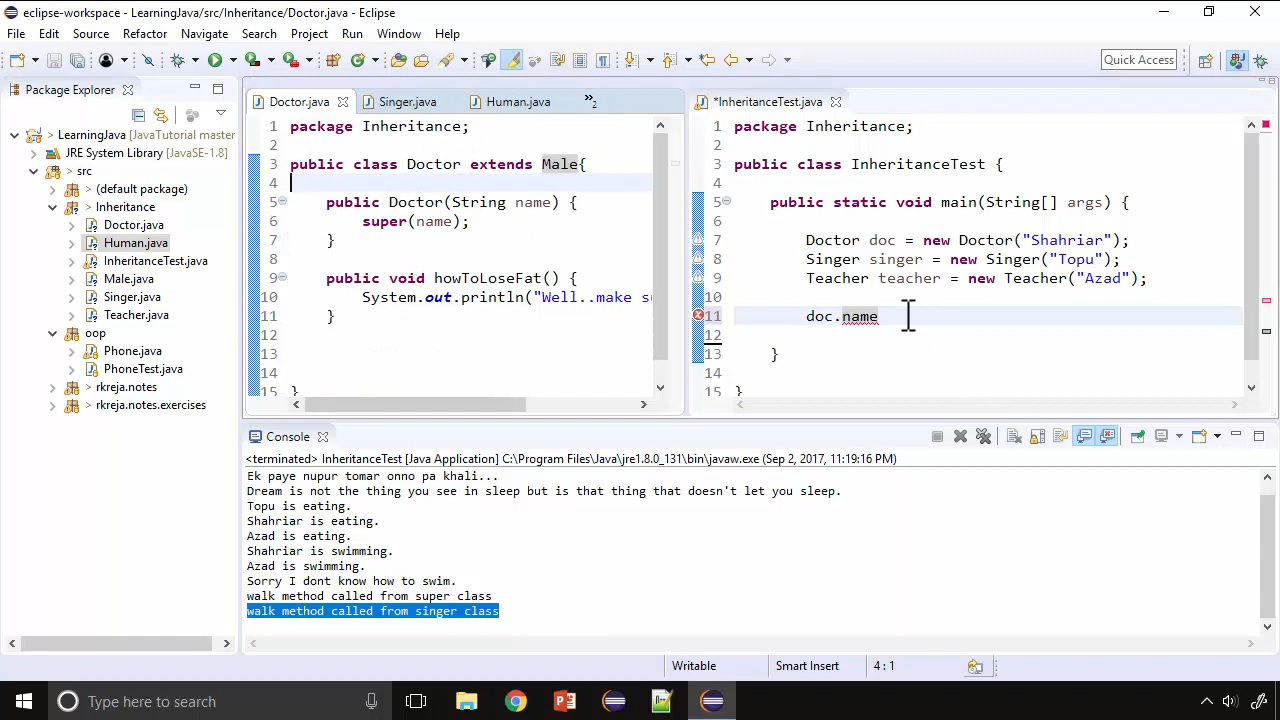 eclipse-workspace - LearningJava/src/Inheritance/Doctor.java - Eclipse
File Edit Source Refactor Navigate Search Project Run Window Help
Quick Access
Package Explorer
Doctor.java Singer.java Human.java »2 *InheritanceTest.java
LearningJava [JavaTutorial master
JRE System Library [JavaSE-1.8]
src
> (default package)
> Inheritance
Doctor.java
Human.java
InheritanceTest.java
Male.java
Singer.java
Teacher.java
oop
Phone.java
PhoneTest.java
> rkreja.notes
> rkreja.notes.exercises
1 package Inheritance;
2
3 public class Doctor extends Male{
4
5 public Doctor(String name) {
6 super(name);
7 }
8
9 public void howToLoseFat() {
10 System.out.println("Well..make su
11 }
12
13
14
15 }
1 package Inheritance;
2
3 public class InheritanceTest {
4
5 public static void main(String[] args) {
6
7 Doctor doc = new Doctor("Shahriar");
8 Singer singer = new Singer("Topu");
9 Teacher teacher = new Teacher("Azad");
10
11 doc.name
12
13 }
14
15 }
Console
<terminated> InheritanceTest [Java Application] C:\Program Files\Java\jre1.8.0_131\bin\javaw.exe (Sep 2, 2017, 11:19:16 PM)
Ek paye nupur tomar onno pa khali...
Dream is not the thing you see in sleep but is that thing that doesn't let you sleep.
Topu is eating.
Shahriar is eating.
Azad is eating.
Shahriar is swimming.
Azad is swimming.
Sorry I dont know how to swim.
walk method called from super class
walk method called from singer class
Writable Smart Insert 4 : 1
Type here to search